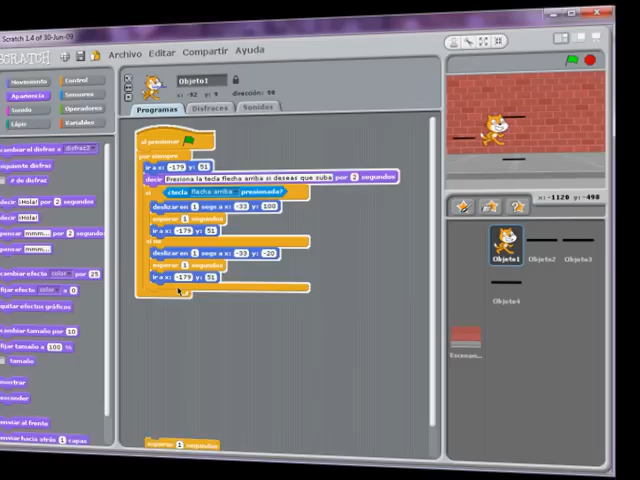 Scratch 1.4 of 30-Jun-09
SCRATCH
Archivo Editar Compartir Ayuda
Movimiento Control
Apariencia Sensores
Sonido Operadores
Lápiz Variables
Objeto1
x: -92 y: 9 dirección: 90
Programas Disfraces Sonidos
cambiar el disfraz a disfraz2
siguiente disfraz
# de disfraz
decir ¡Hola! por 2 segundos
decir ¡Hola!
pensar mmm... por 2 segundos
pensar mmm...
cambiar efecto color por 25
fijar efecto color a 0
quitar efectos gráficos
cambiar tamaño por 10
fijar tamaño a 100 %
tamaño
mostrar
esconder
enviar al frente
enviar hacia atrás 1 capas
al presionar
por siempre
ir a x: -179 y: 51
decir Presiona la tecla flecha arriba si deseas que suba por 2 segundos
si ¿tecla flecha arriba presionada?
deslizar en 1 segs a x: -33 y: 100
esperar 1 segundos
ir a x: -179 y: 51
si no
deslizar en 1 segs a x: -33 y: -20
esperar 1 segundos
ir a x: -179 y: 51
esperar 1 segundos
x: -1120 y: -498
Objeto1 Objeto2 Objeto3
Objeto4
Escenari...